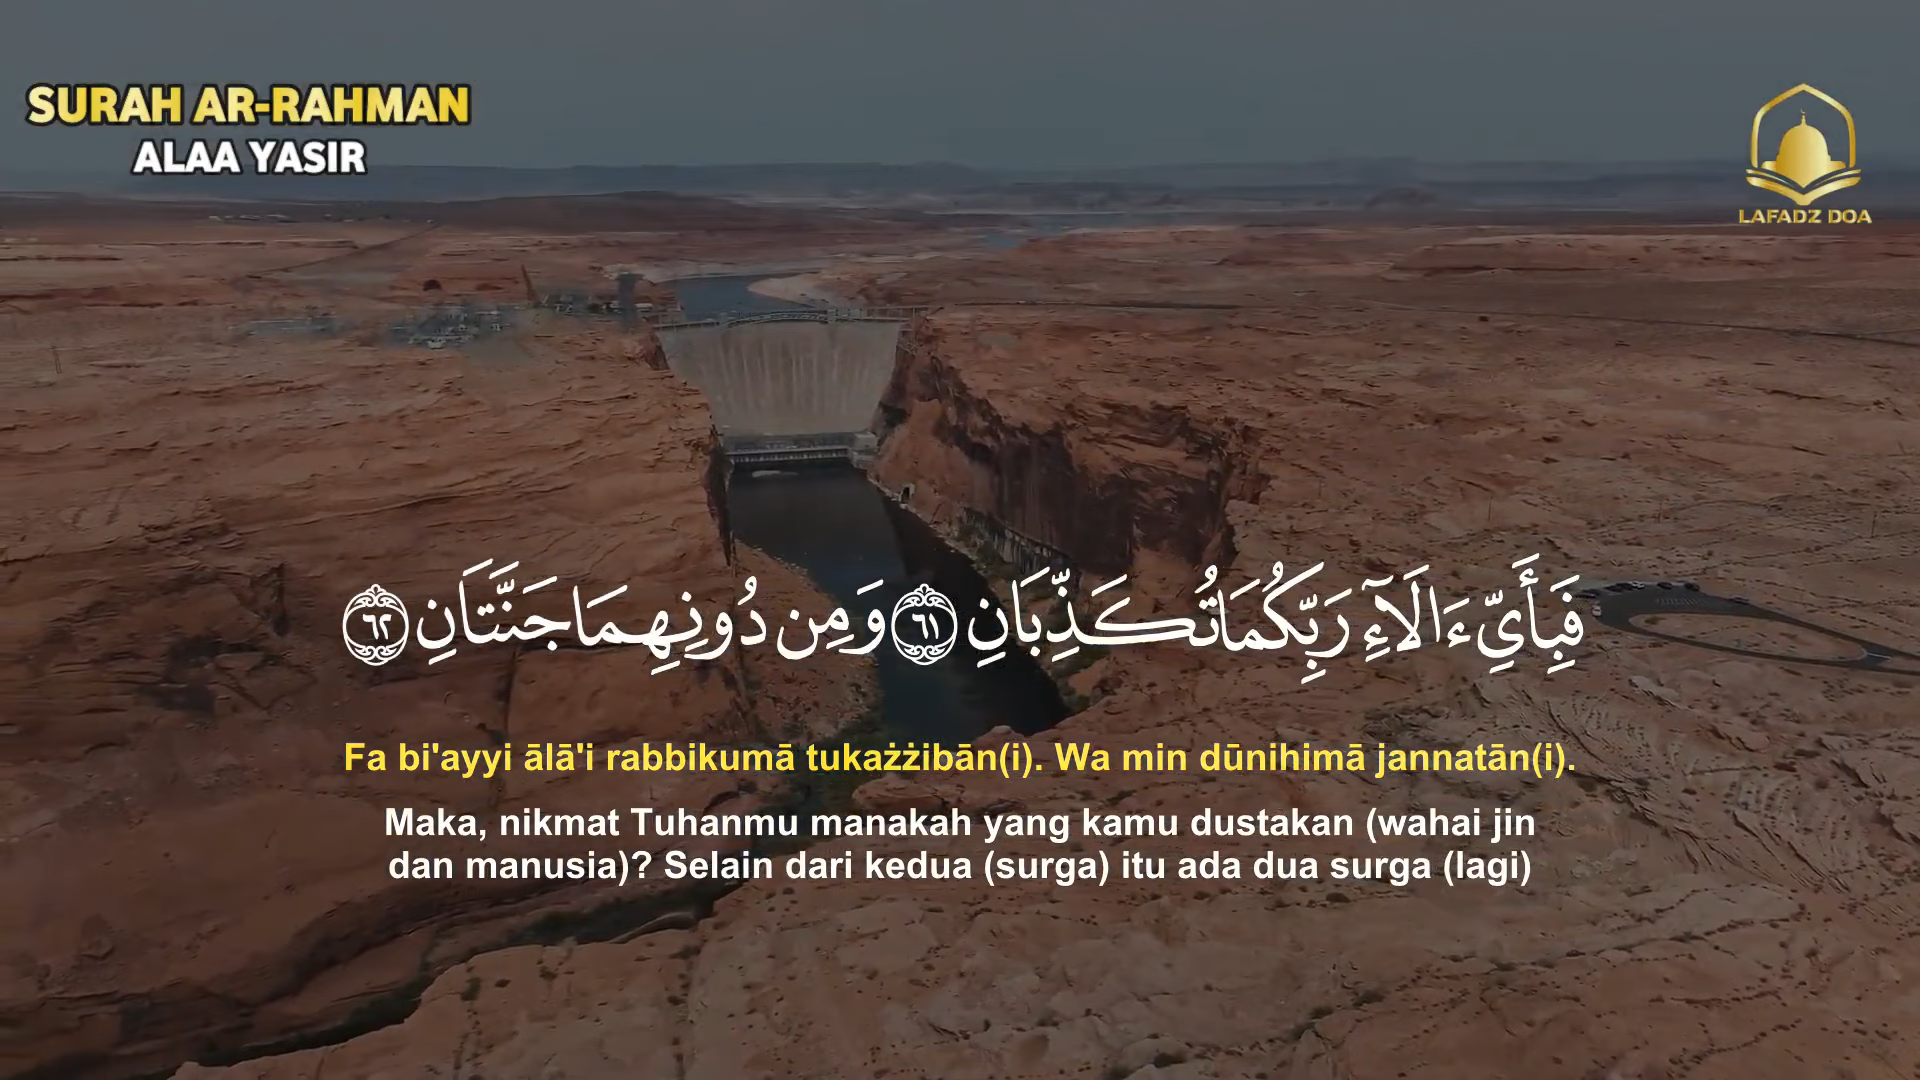 SURAH AR-RAHMAN
ALAA YASIR
LAFADZ DOA
فَبِأَيِّ ءَالَآءِ رَبِّكُمَا تُكَذِّبَانِ ٦١ وَمِن دُونِهِمَا جَنَّتَانِ ٦٢
Fa bi'ayyi ālā'i rabbikumā tukażżibān(i). Wa min dūnihimā jannatān(i).
Maka, nikmat Tuhanmu manakah yang kamu dustakan (wahai jin
dan manusia)? Selain dari kedua (surga) itu ada dua surga (lagi)